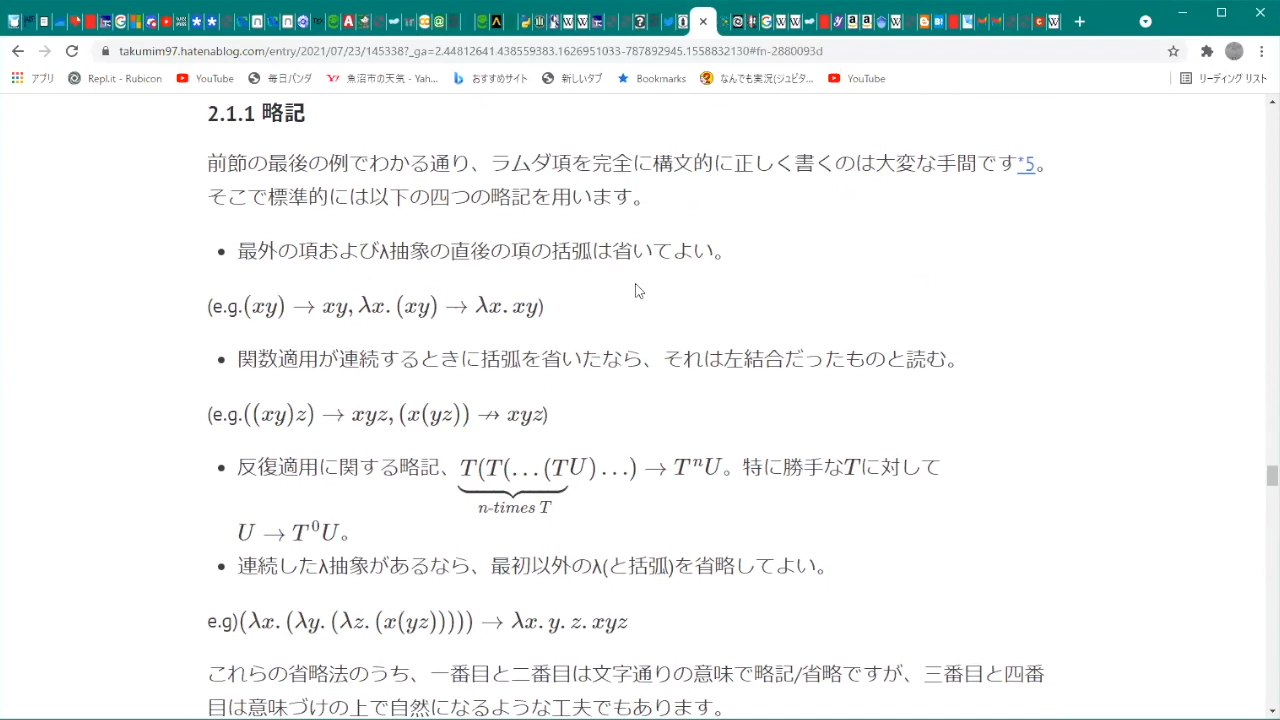 takumim97.hatenablog.com/entry/2021/07/23/145338?_ga=2.44812641.438559583.1626951033-787892945.1558832130#fn-2880093d
アプリ Repl.it - Rubicon YouTube 毎日パンダ 魚沼市の天気 - Yah... おすすめサイト 新しいタブ Bookmarks なんでも実況(ジュピタ... YouTube リーディング リスト
2.1.1 略記
前節の最後の例でわかる通り、ラムダ項を完全に構文的に正しく書くのは大変な手間です*5。
そこで標準的には以下の四つの略記を用います。
• 最外の項およびλ抽象の直後の項の括弧は省いてよい。
(e.g.(xy) → xy, λx. (xy) → λx. xy)
• 関数適用が連続するときに括弧を省いたなら、それは左結合だったものと読む。
(e.g.((xy)z) → xyz, (x(yz)) ↛ xyz)
• 反復適用に関する略記、T(T(…(TU)…) → TⁿU。特に勝手なTに対して
n-times T
U → T⁰U。
• 連続したλ抽象があるなら、最初以外のλ(と括弧)を省略してよい。
e.g)(λx. (λy. (λz. (x(yz))))) → λx. y. z. xyz
これらの省略法のうち、一番目と二番目は文字通りの意味で略記/省略ですが、三番目と四番
目は意味づけの上で自然になるような工夫でもあります。